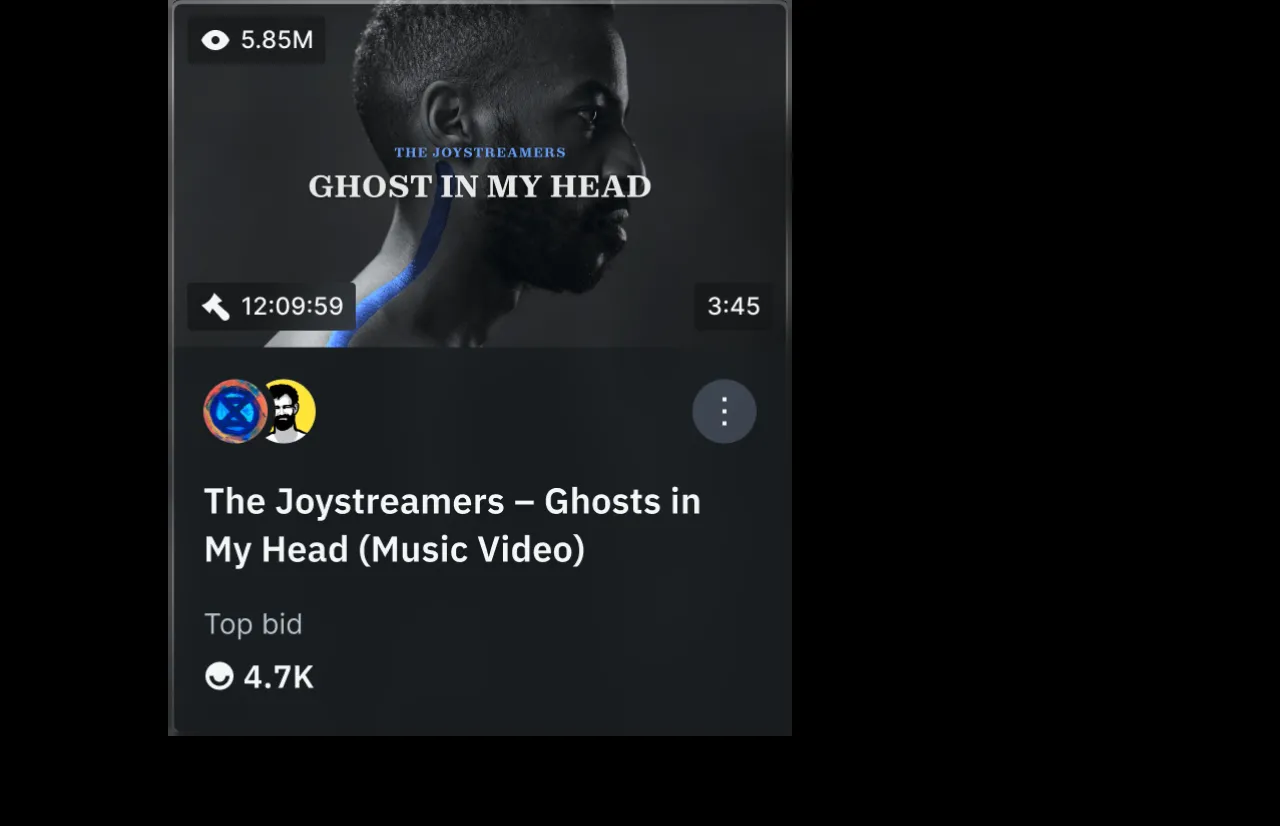 5.85M
THE JOYSTREAMERS
GHOST IN MY HEAD
12:09:59
3:45
The Joystreamers – Ghosts in
My Head (Music Video)
Top bid
4.7K